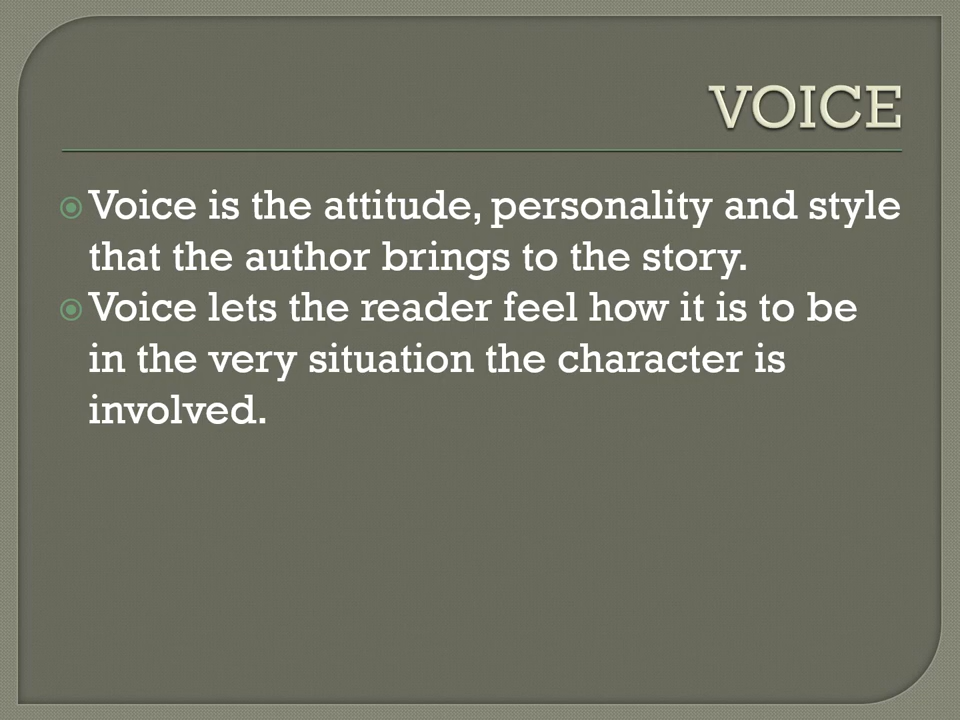 VOICE
Voice is the attitude, personality and style
that the author brings to the story.
Voice lets the reader feel how it is to be
in the very situation the character is
involved.